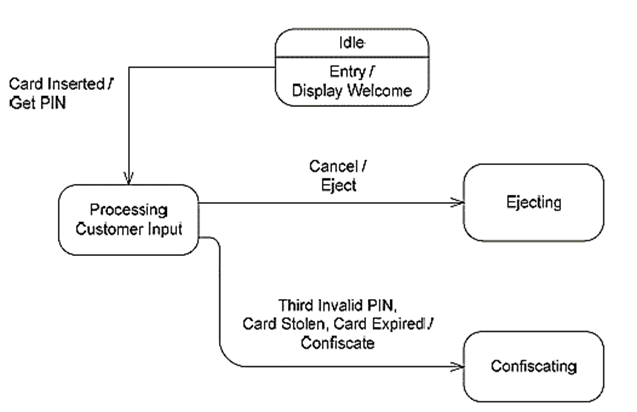 Idle
Entry /
Display Welcome
Card Inserted /
Get PIN
Cancel /
Eject
Processing
Customer Input
Ejecting
Third Invalid PIN,
Card Stolen, Card Expired /
Confiscate
Confiscating